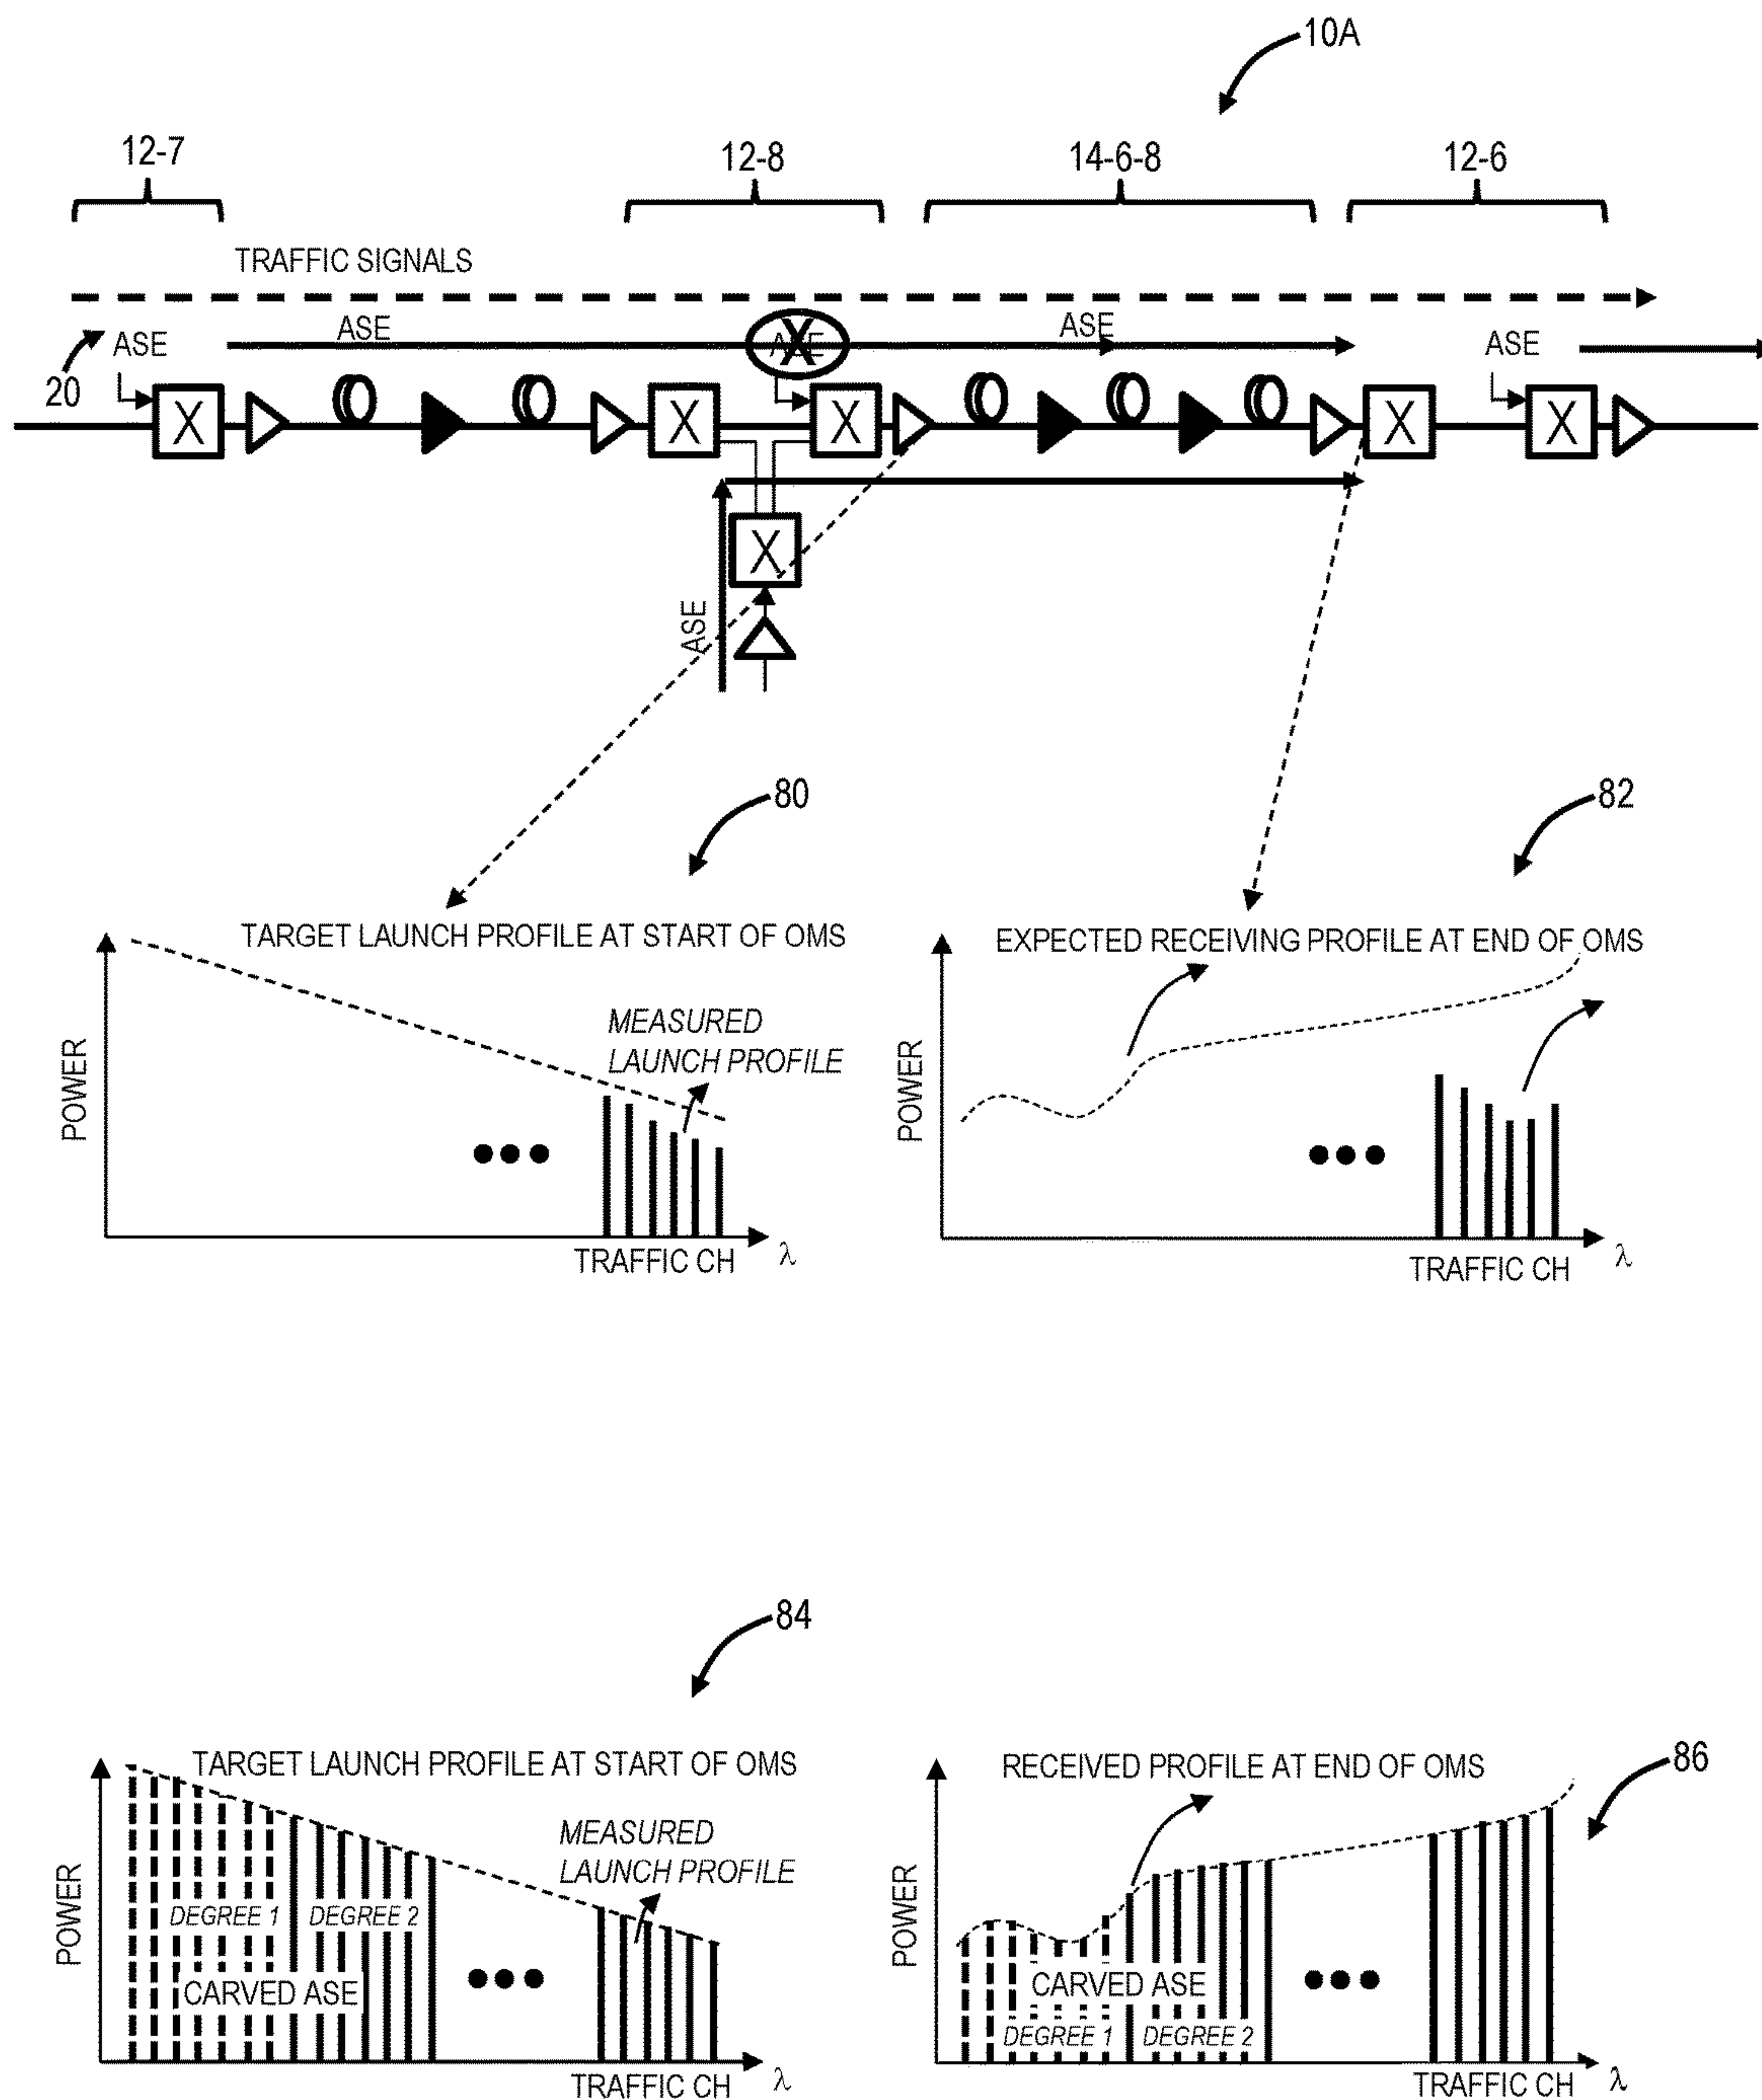 10A
12-7
12-8
14-6-8
12-6
TRAFFIC SIGNALS
ASE
ASE
ASE
ASE
ASE
20
X
X
X
X
X
X
X
ASE
80
82
TARGET LAUNCH PROFILE AT START OF OMS
MEASURED
LAUNCH PROFILE
POWER
TRAFFIC CH
λ
EXPECTED RECEIVING PROFILE AT END OF OMS
POWER
TRAFFIC CH
λ
84
TARGET LAUNCH PROFILE AT START OF OMS
MEASURED
LAUNCH PROFILE
POWER
DEGREE 1
DEGREE 2
CARVED ASE
TRAFFIC CH
λ
86
RECEIVED PROFILE AT END OF OMS
POWER
CARVED ASE
DEGREE 1
DEGREE 2
TRAFFIC CH
λ